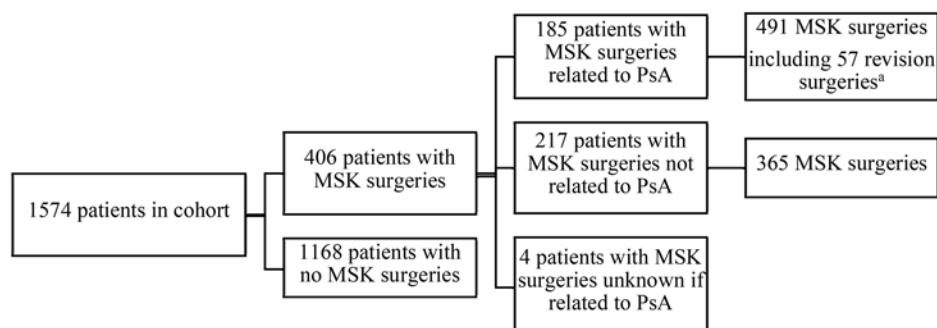 1574 patients in cohort
406 patients with
MSK surgeries
1168 patients with
no MSK surgeries
185 patients with
MSK surgeries
related to PsA
217 patients with
MSK surgeries not
related to PsA
4 patients with MSK
surgeries unknown if
related to PsA
491 MSK surgeries
including 57 revision
surgeriesᵃ
365 MSK surgeries